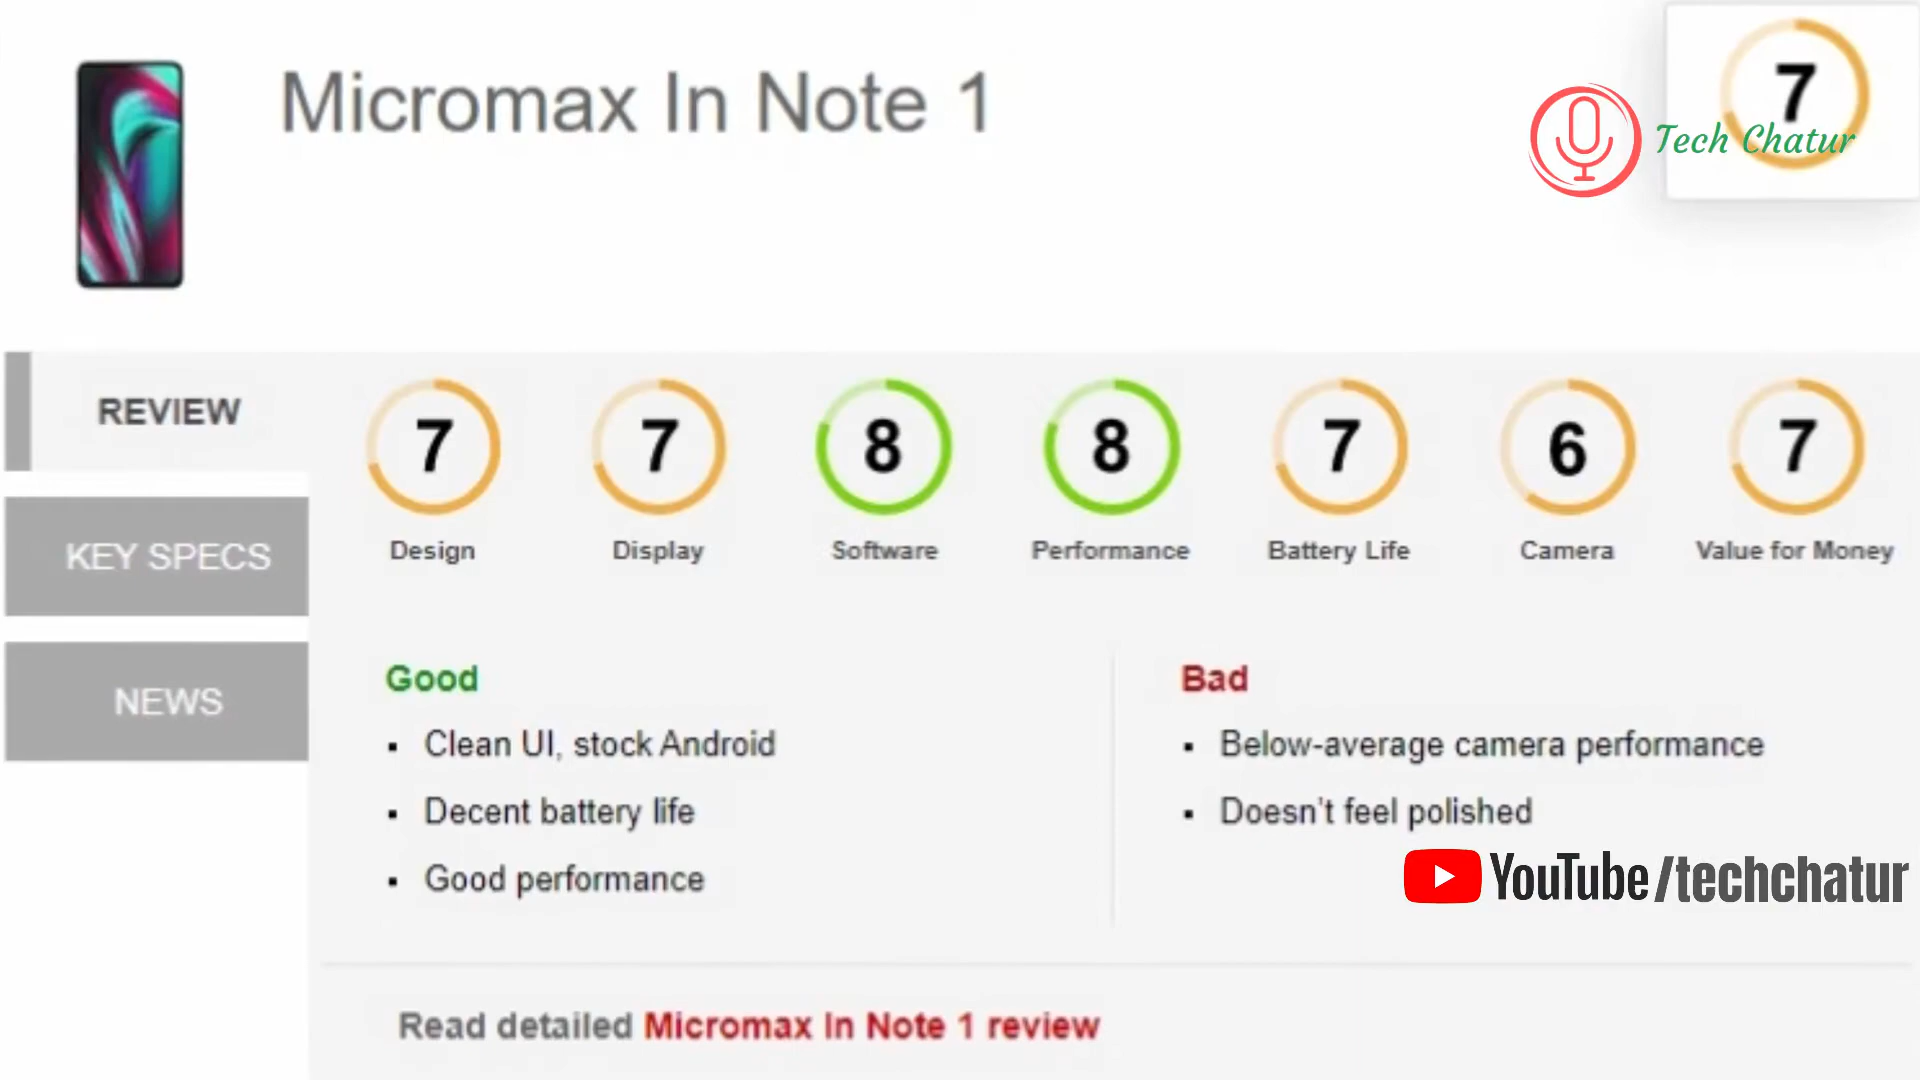 Micromax In Note 1
7
Tech Chatur
REVIEW
KEY SPECS
NEWS
7
7
8
8
7
6
7
Design
Display
Software
Performance
Battery Life
Camera
Value for Money
Good
▪ Clean UI, stock Android
▪ Decent battery life
▪ Good performance
Bad
▪ Below-average camera performance
▪ Doesn't feel polished
YouTube/techchatur
Read detailed Micromax In Note 1 review